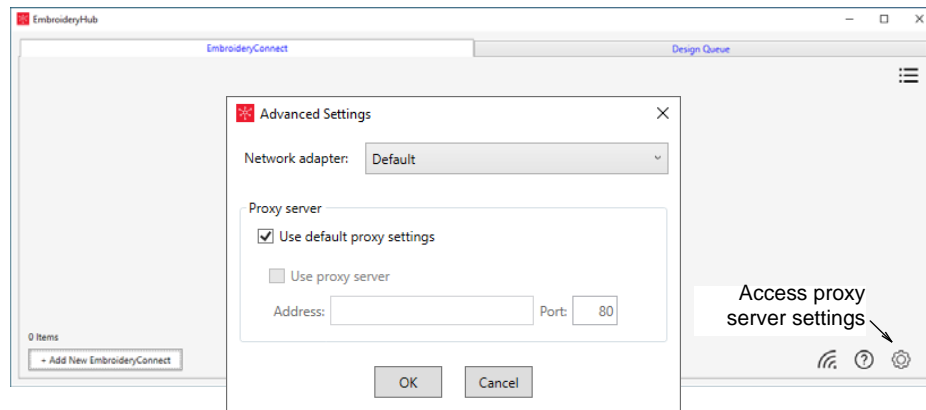 EmbroideryHub
EmbroideryConnect
Design Queue
Advanced Settings
Network adapter: Default
Proxy server
Use default proxy settings
Use proxy server
Address: Port: 80
OK Cancel
Access proxy
server settings
0 Items
+ Add New EmbroideryConnect